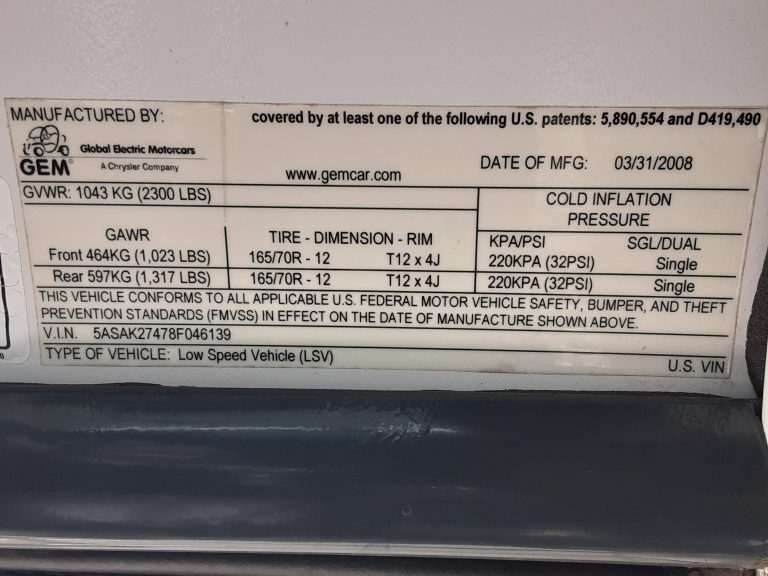 MANUFACTURED BY:
covered by at least one of the following U.S. patents: 5,890,554 and D419,490
GEM® Global Electric Motorcars
A Chrysler Company
www.gemcar.com
DATE OF MFG: 03/31/2008
GVWR: 1043 KG (2300 LBS)
COLD INFLATION
PRESSURE
GAWR TIRE - DIMENSION - RIM KPA/PSI SGL/DUAL
Front 464KG (1,023 LBS) 165/70R - 12 T12 x 4J 220KPA (32PSI) Single
Rear 597KG (1,317 LBS) 165/70R - 12 T12 x 4J 220KPA (32PSI) Single
THIS VEHICLE CONFORMS TO ALL APPLICABLE U.S. FEDERAL MOTOR VEHICLE SAFETY, BUMPER, AND THEFT
PREVENTION STANDARDS (FMVSS) IN EFFECT ON THE DATE OF MANUFACTURE SHOWN ABOVE.
V.I.N. 5ASAK27478F046139
TYPE OF VEHICLE: Low Speed Vehicle (LSV)
U.S. VIN